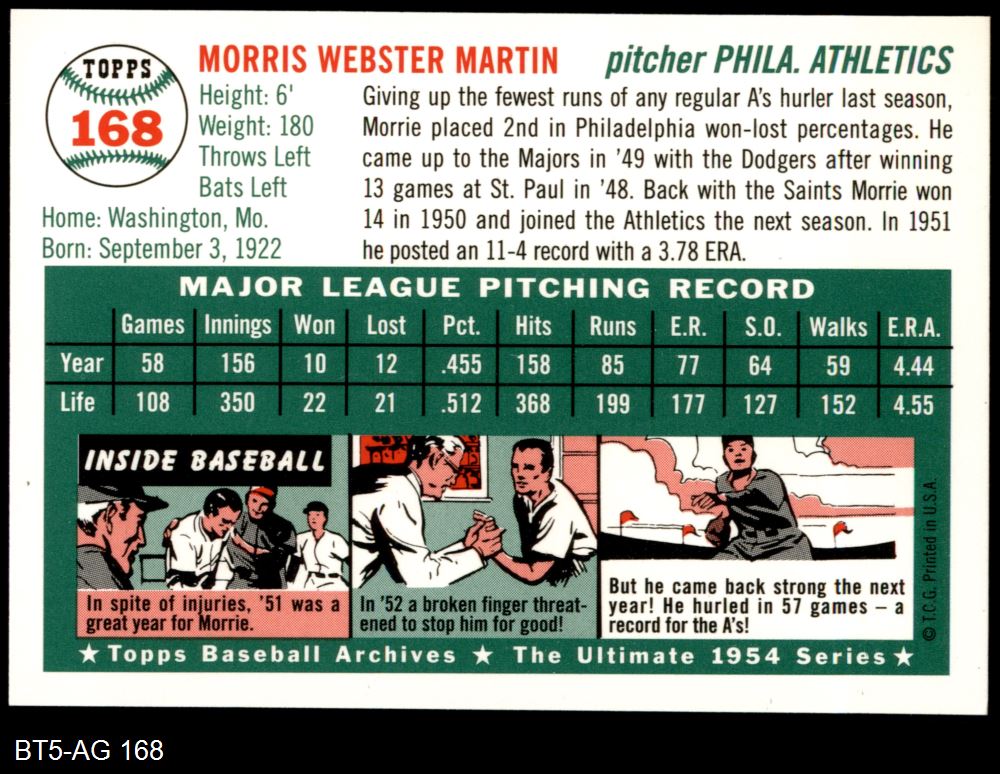 TOPPS
168
MORRIS WEBSTER MARTIN
pitcher PHILA. ATHLETICS
Height: 6'
Weight: 180
Throws Left
Bats Left
Home: Washington, Mo.
Born: September 3, 1922
Giving up the fewest runs of any regular A's hurler last season,
Morrie placed 2nd in Philadelphia won-lost percentages. He
came up to the Majors in '49 with the Dodgers after winning
13 games at St. Paul in '48. Back with the Saints Morrie won
14 in 1950 and joined the Athletics the next season. In 1951
he posted an 11-4 record with a 3.78 ERA.
MAJOR LEAGUE PITCHING RECORD
Games Innings Won Lost Pct. Hits Runs E.R. S.O. Walks E.R.A.
Year 58 156 10 12 .455 158 85 77 64 59 4.44
Life 108 350 22 21 .512 368 199 177 127 152 4.55
INSIDE BASEBALL
In spite of injuries, '51 was a
great year for Morrie.
In '52 a broken finger threat-
ened to stop him for good!
But he came back strong the next
year! He hurled in 57 games – a
record for the A's!
© T.C.G. Printed in U.S.A.
★ Topps Baseball Archives ★ The Ultimate 1954 Series ★
BT5-AG 168